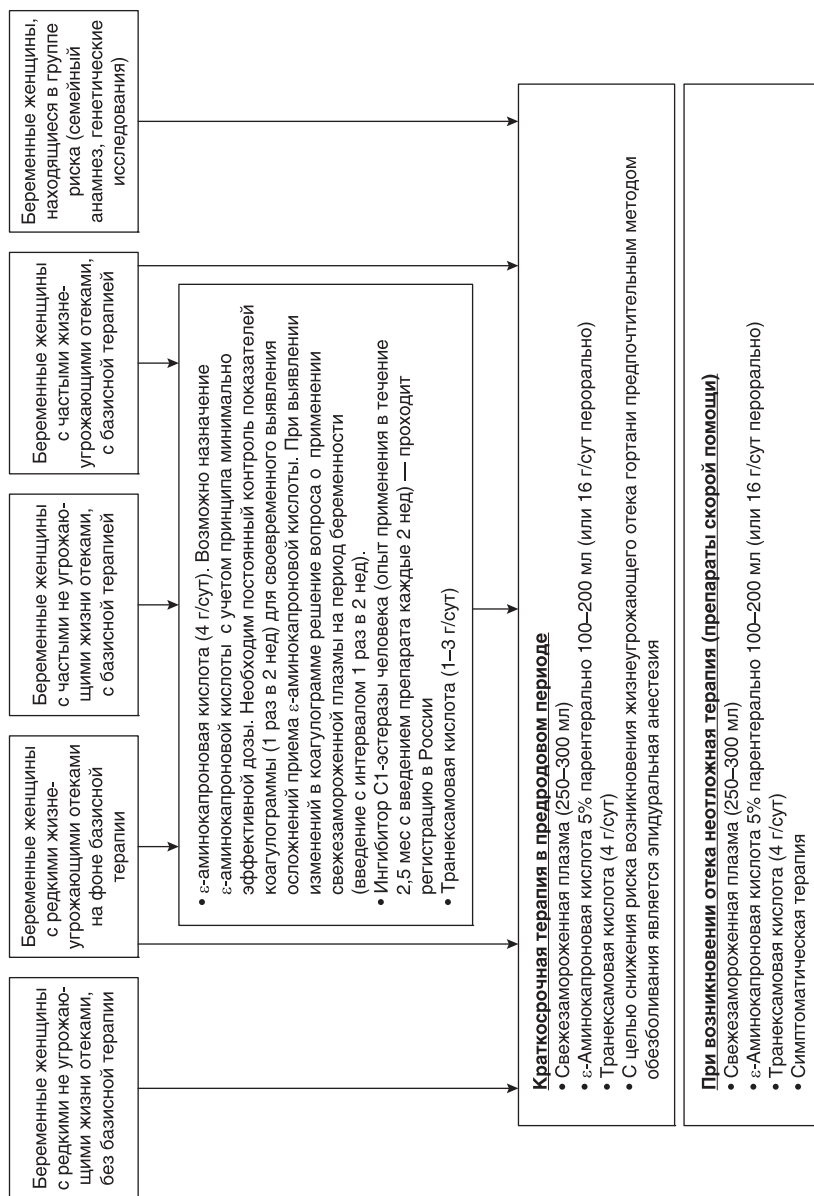 Беременные женщины
с редкими не угрожаю-
щими жизни отеками,
без базисной терапии
Беременные женщины
с редкими жизне-
угрожающими отеками
на фоне базисной
терапии
Беременные женщины
с частыми не угрожаю-
щими жизни отеками,
с базисной терапией
Беременные женщины
с частыми жизне-
угрожающими отеками,
с базисной терапией
Беременные женщины,
находящиеся в группе
риска (семейный
анамнез, генетические
исследования)
• ε-аминокапроновая кислота (4 г/сут). Возможно назначение
ε-аминокапроновой кислоты с учетом принципа минимально
эффективной дозы. Необходим постоянный контроль показателей
коагулограммы (1 раз в 2 нед) для своевременного выявления
осложнений приема ε-аминокапроновой кислоты. При выявлении
изменений в коагулограмме решение вопроса о применении
свежезамороженной плазмы на период беременности
(введение с интервалом 1 раз в 2 нед).
• Ингибитор С1-эстеразы человека (опыт применения в течение
2,5 мес с введением препарата каждые 2 нед) — проходит
регистрацию в России
• Транексамовая кислота (1–3 г/сут)
Краткосрочная терапия в предродовом периоде
• Свежезамороженная плазма (250–300 мл)
• ε-Аминокапроновая кислота 5% парентерально 100–200 мл (или 16 г/сут перорально)
• Транексамовая кислота (4 г/сут)
• С целью снижения риска возникновения жизнеугрожающего отека гортани предпочтительным методом
обезболивания является эпидуральная анестезия
При возникновении отека неотложная терапия (препараты скорой помощи)
• Свежезамороженная плазма (250–300 мл)
• ε-Аминокапроновая кислота 5% парентерально 100–200 мл (или 16 г/сут перорально)
• Транексамовая кислота (4 г/сут)
• Симптоматическая терапия